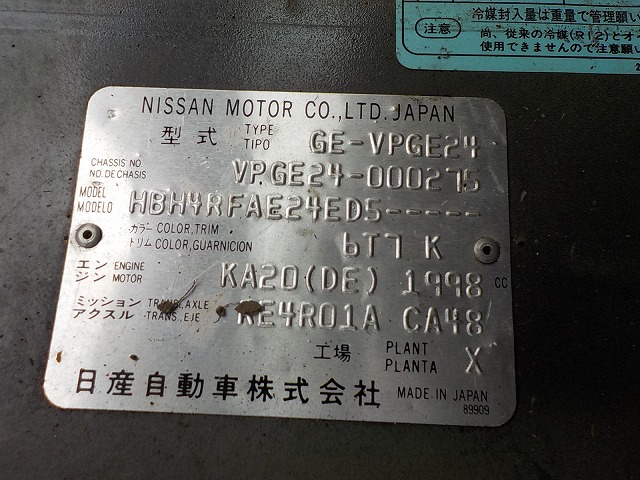 冷媒封入量は重量で管理願い
注意
尚、従来の冷媒(R12)とオイ
使用できませんので注意願い
NISSAN MOTOR CO.,LTD. JAPAN
型式 TYPE TIPO GE-VPGE24
CHASSIS NO
NO. DE CHASIS VPGE24-000275
MODEL
MODELO HBH4RFAE24ED5-----
カラー COLOR,TRIM
トリム COLOR,GUARNICION 6T7 K
エン ENGINE
ジン MOTOR KA20(DE) 1998 CC
ミッション TRANS.,AXLE
アクスル TRANS.,EJE RE4R01A CA48
工場 PLANT
PLANTA X
日産自動車株式会社 MADE IN JAPAN
89909